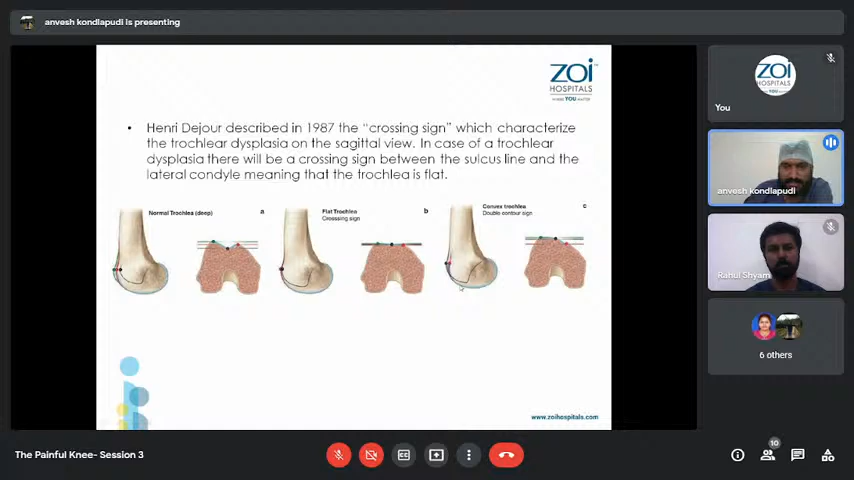 anvesh kondlapudi is presenting
ZOI
HOSPITALS
WHERE YOU MATTER
• Henri Dejour described in 1987 the “crossing sign” which characterize
the trochlear dysplasia on the sagittal view. In case of a trochlear
dysplasia there will be a crossing sign between the sulcus line and the
lateral condyle meaning that the trochlea is flat.
Normal Trochlea (deep) a
Flat Trochlea b
Crossing sign
Convex trochlea c
Double contour sign
www.zoihospitals.com
ZOI
HOSPITALS
You
anvesh kondlapudi
Rahul Shyam
6 others
The Painful Knee- Session 3
CC
10